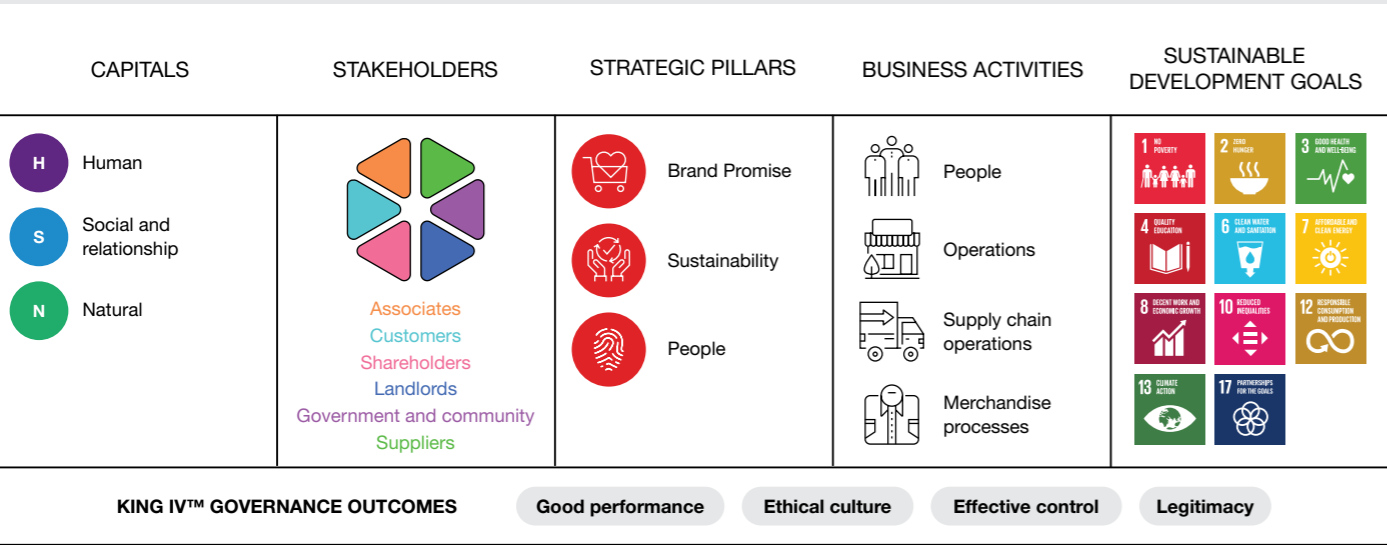 CAPITALS
STAKEHOLDERS
STRATEGIC PILLARS
BUSINESS ACTIVITIES
SUSTAINABLE
DEVELOPMENT GOALS
H
Human
S
Social and
relationship
N
Natural
Associates
Customers
Shareholders
Landlords
Government and community
Suppliers
Brand Promise
Sustainability
People
People
Operations
Supply chain
operations
Merchandise
processes
1 NO
POVERTY
2 ZERO
HUNGER
3 GOOD HEALTH
AND WELL-BEING
4 QUALITY
EDUCATION
6 CLEAN WATER
AND SANITATION
7 AFFORDABLE AND
CLEAN ENERGY
8 DECENT WORK AND
ECONOMIC GROWTH
10 REDUCED
INEQUALITIES
12 RESPONSIBLE
CONSUMPTION
AND PRODUCTION
13 CLIMATE
ACTION
17 PARTNERSHIPS
FOR THE GOALS
KING IV™ GOVERNANCE OUTCOMES
Good performance
Ethical culture
Effective control
Legitimacy